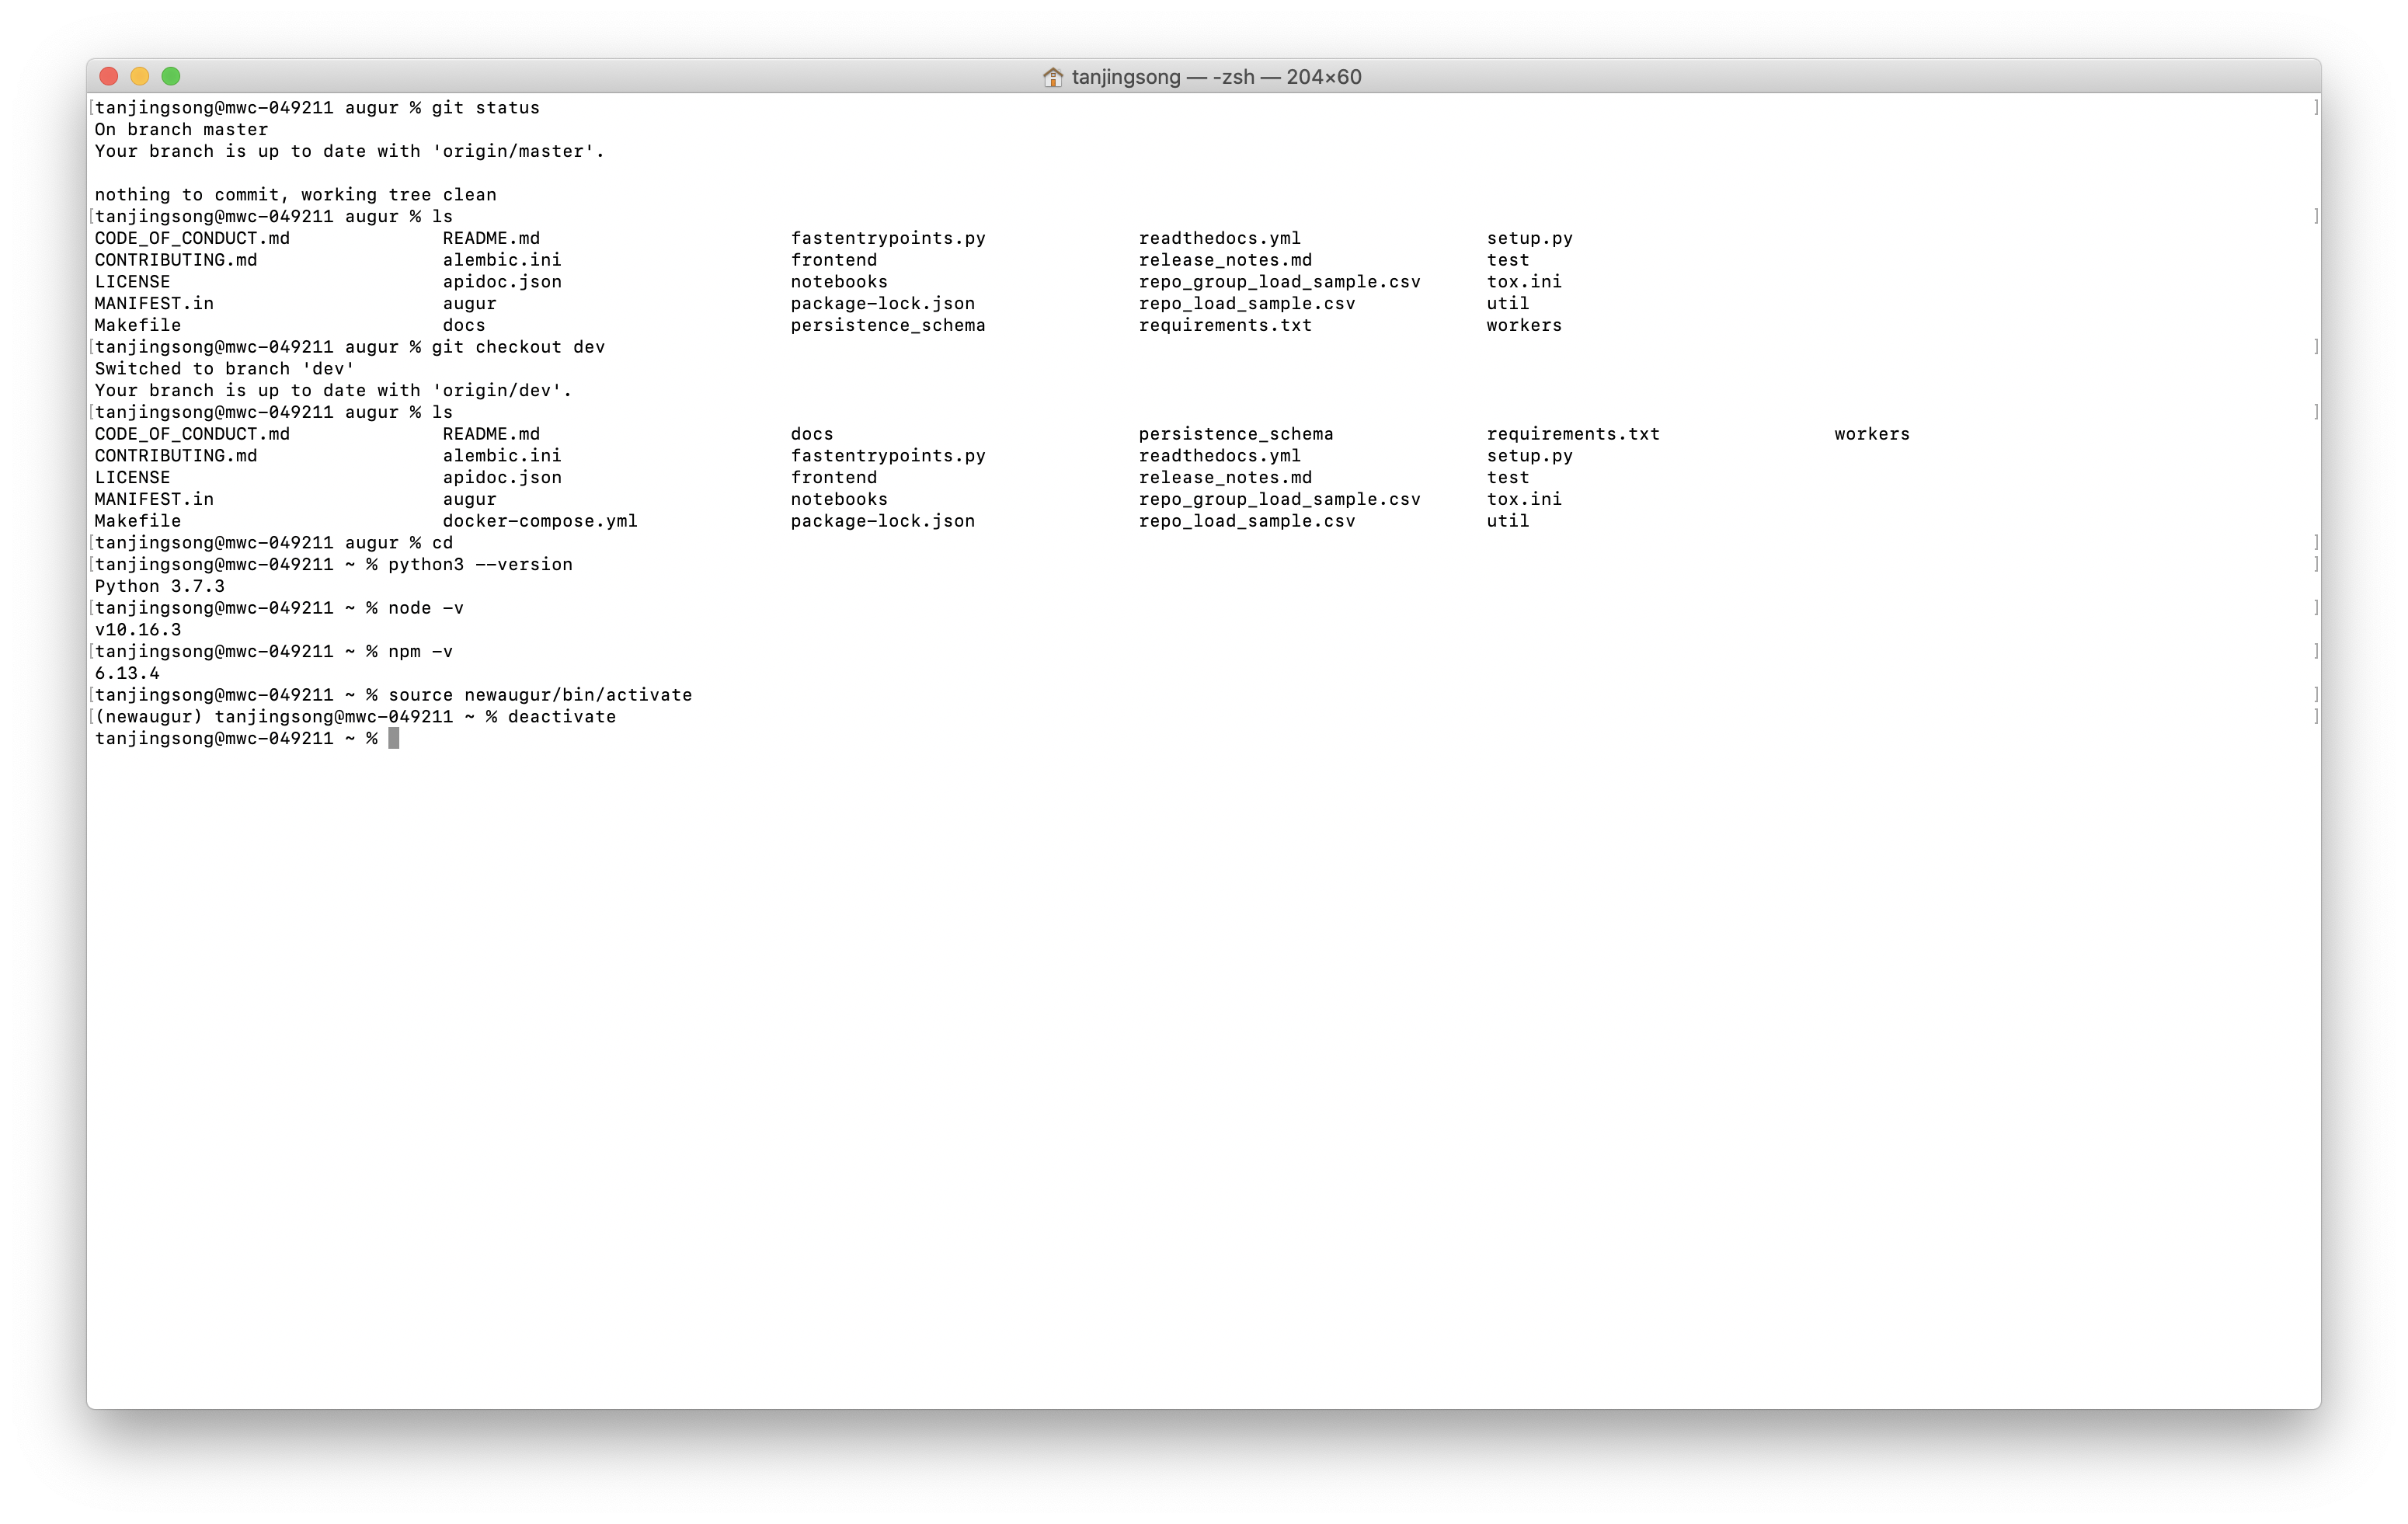 tanjingsong — -zsh — 204×60
[tanjingsong@mwc-049211 augur % git status ]
On branch master
Your branch is up to date with 'origin/master'.
nothing to commit, working tree clean
[tanjingsong@mwc-049211 augur % ls ]
CODE_OF_CONDUCT.md README.md fastentrypoints.py readthedocs.yml setup.py
CONTRIBUTING.md alembic.ini frontend release_notes.md test
LICENSE apidoc.json notebooks repo_group_load_sample.csv tox.ini
MANIFEST.in augur package-lock.json repo_load_sample.csv util
Makefile docs persistence_schema requirements.txt workers
[tanjingsong@mwc-049211 augur % git checkout dev ]
Switched to branch 'dev'
Your branch is up to date with 'origin/dev'.
[tanjingsong@mwc-049211 augur % ls ]
CODE_OF_CONDUCT.md README.md docs persistence_schema requirements.txt workers
CONTRIBUTING.md alembic.ini fastentrypoints.py readthedocs.yml setup.py
LICENSE apidoc.json frontend release_notes.md test
MANIFEST.in augur notebooks repo_group_load_sample.csv tox.ini
Makefile docker-compose.yml package-lock.json repo_load_sample.csv util
[tanjingsong@mwc-049211 augur % cd ]
[tanjingsong@mwc-049211 ~ % python3 --version ]
Python 3.7.3
[tanjingsong@mwc-049211 ~ % node -v ]
v10.16.3
[tanjingsong@mwc-049211 ~ % npm -v ]
6.13.4
[tanjingsong@mwc-049211 ~ % source newaugur/bin/activate ]
[(newaugur) tanjingsong@mwc-049211 ~ % deactivate ]
tanjingsong@mwc-049211 ~ %